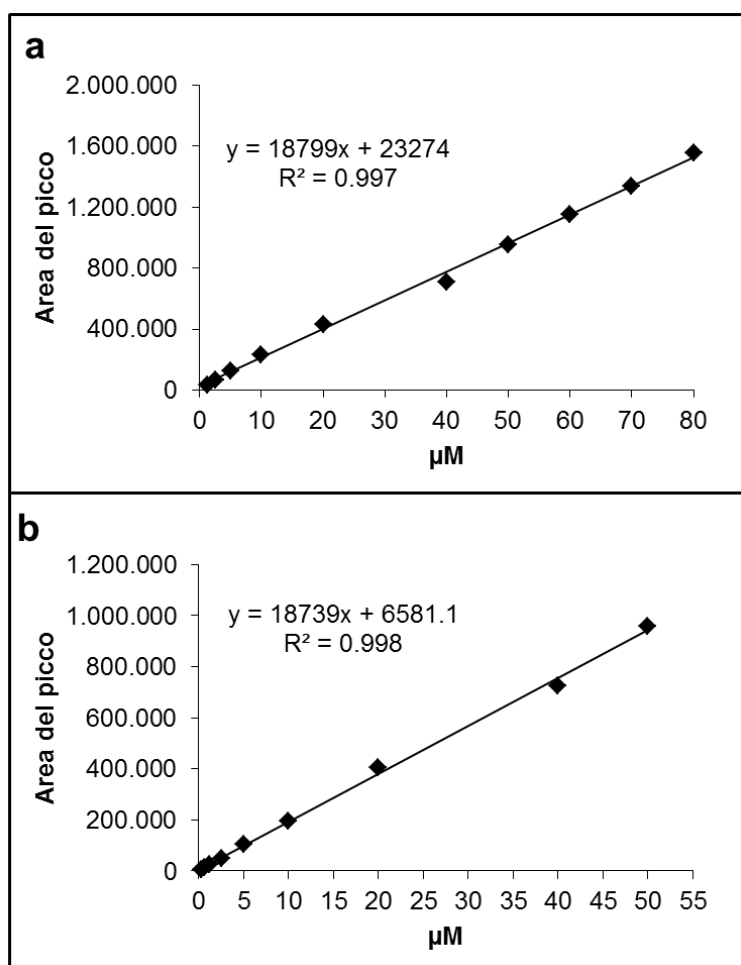 a
2.000.000
1.600.000
1.200.000
800.000
400.000
0
y = 18799x + 23274
R² = 0.997
Area del picco
0 10 20 30 40 50 60 70 80
µM
b
1.200.000
1.000.000
800.000
600.000
400.000
200.000
0
y = 18739x + 6581.1
R² = 0.998
Area del picco
0 5 10 15 20 25 30 35 40 45 50 55
µM